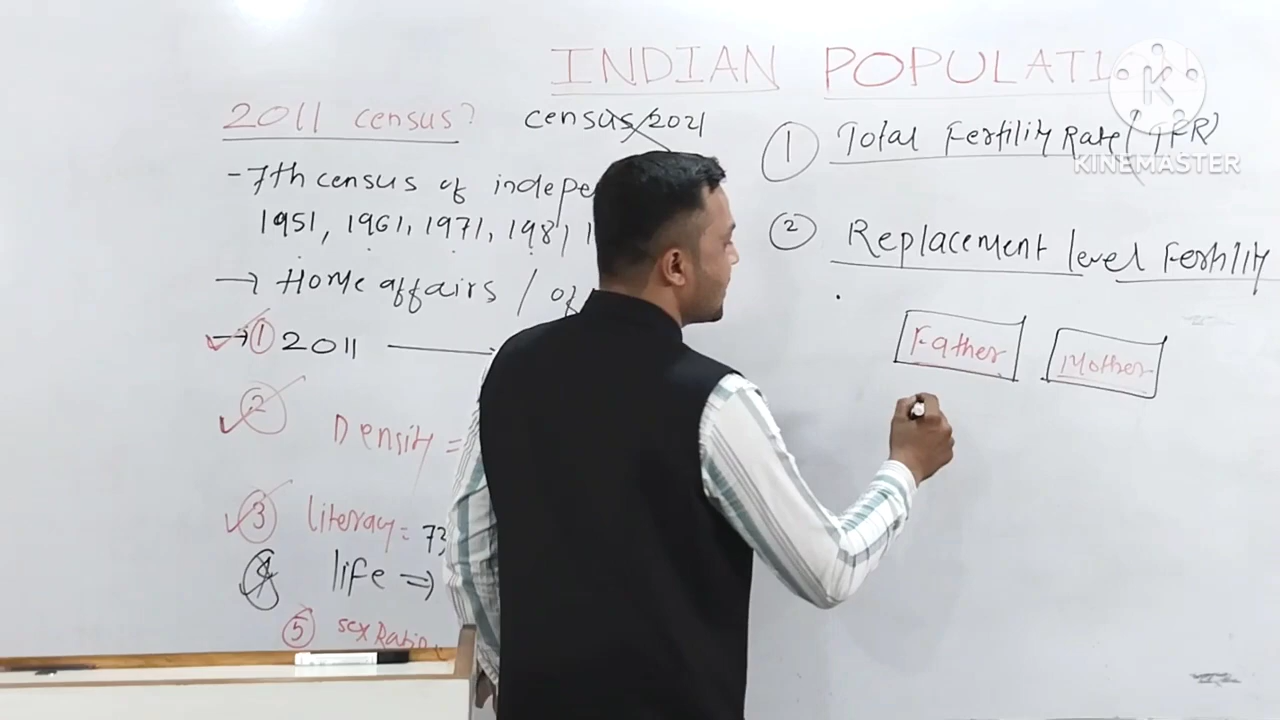 INDIAN POPULATI
2011 census?
census 2021
-7th census of indepe
1951, 1961, 1971, 1981, 1
→ Home affairs / of
→ ① 2011
②
Density =
③ literacy = 73
④ life ⇒
⑤ sex Ratio
① Total Fertility Rate (TFR)
② Replacement level Fertility
Father
Mother
K
KINEMASTER